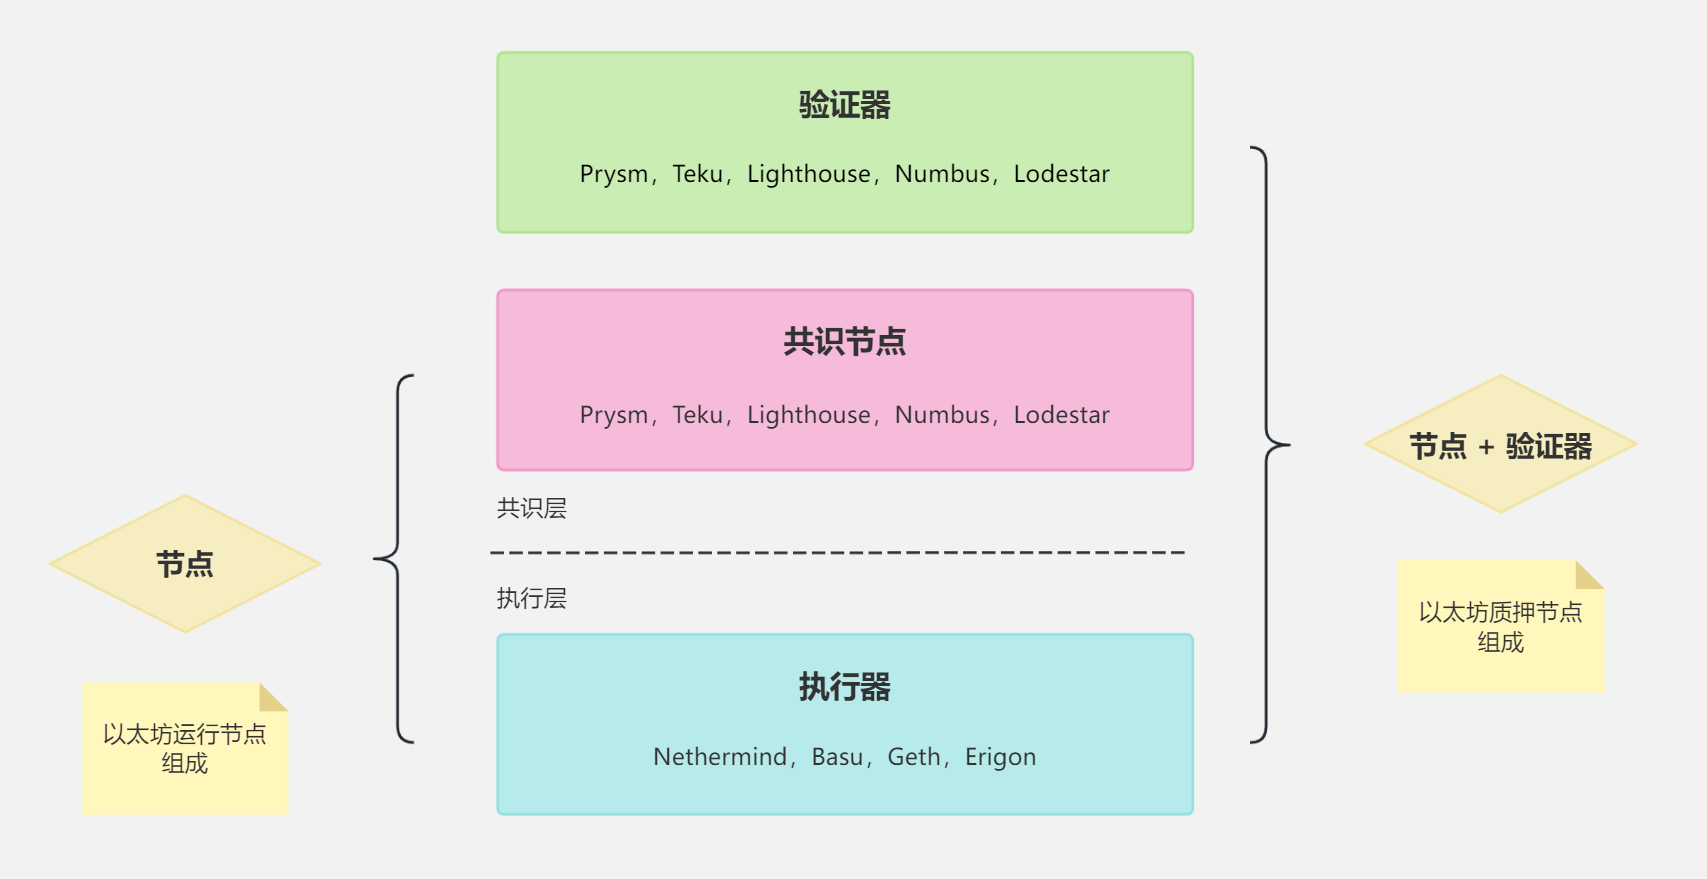 验证器
Prysm，Teku，Lighthouse，Numbus，Lodestar
共识节点
Prysm，Teku，Lighthouse，Numbus，Lodestar
共识层
执行层
执行器
Nethermind，Basu，Geth，Erigon
节点
以太坊运行节点
组成
节点 + 验证器
以太坊质押节点
组成